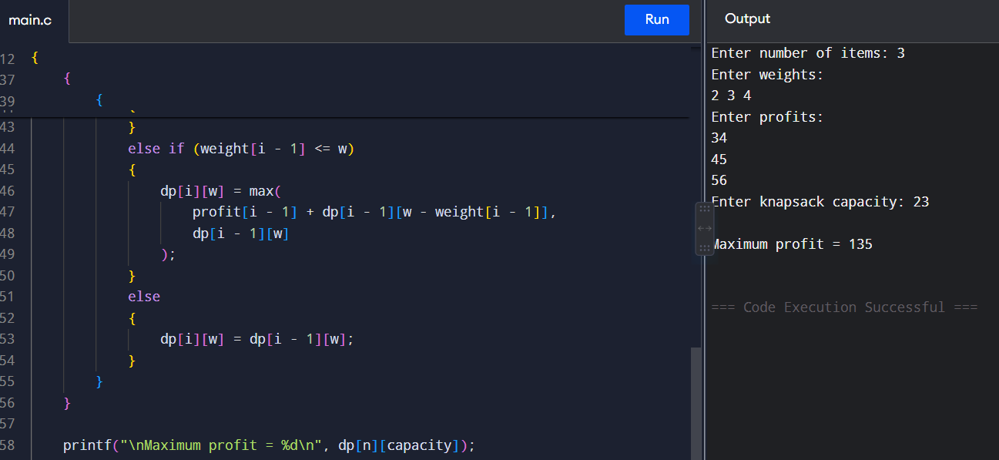 main.c
Run
Output
12 {
37 {
39 {
43 }
44 else if (weight[i - 1] <= w)
45 {
46 dp[i][w] = max(
47 profit[i - 1] + dp[i - 1][w - weight[i - 1]],
48 dp[i - 1][w]
49 );
50 }
51 else
52 {
53 dp[i][w] = dp[i - 1][w];
54 }
55 }
56 }
57
58 printf("\nMaximum profit = %d\n", dp[n][capacity]);
Enter number of items: 3
Enter weights:
2 3 4
Enter profits:
34
45
56
Enter knapsack capacity: 23
Maximum profit = 135
=== Code Execution Successful ===